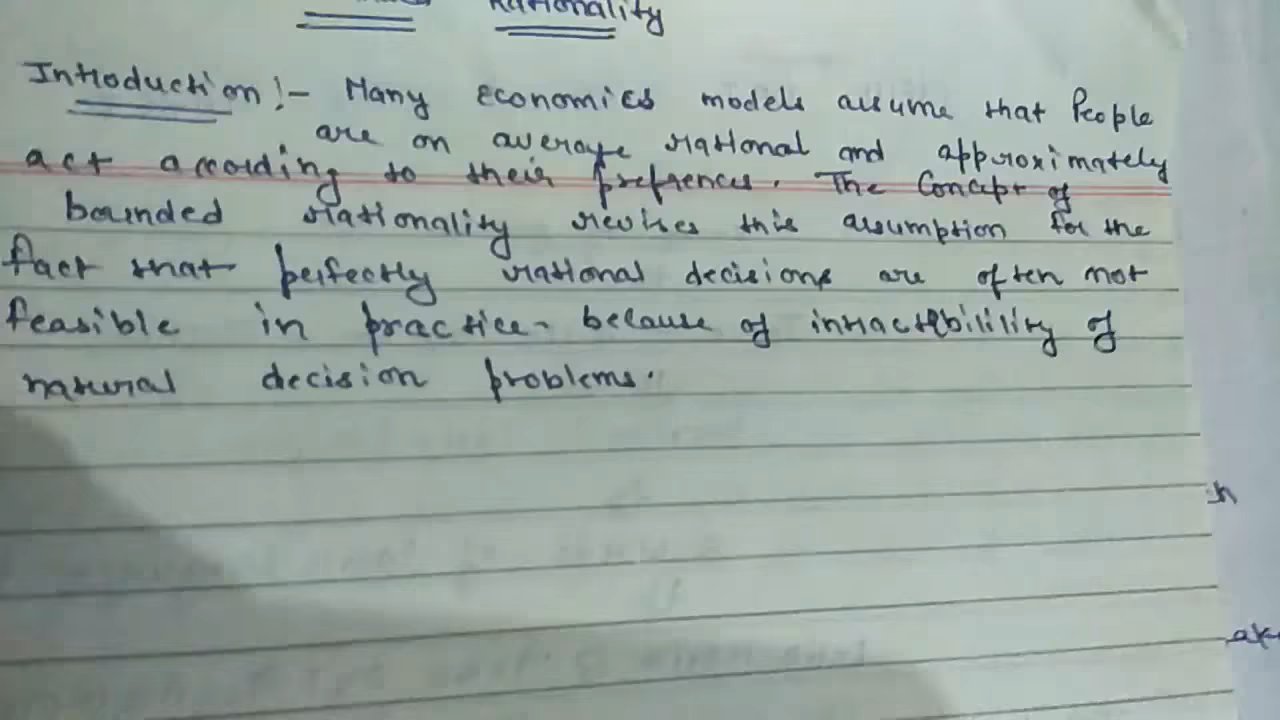 Rationality
Introduction :- Many economics models assume that People
are on average rational and approximately
act according to their prefrences. The Concept of
bounded rationality revises this assumption for the
fact that perfectly rational decisions are often not
feasible in practice. because of intractibililiry of
natural decision problems.